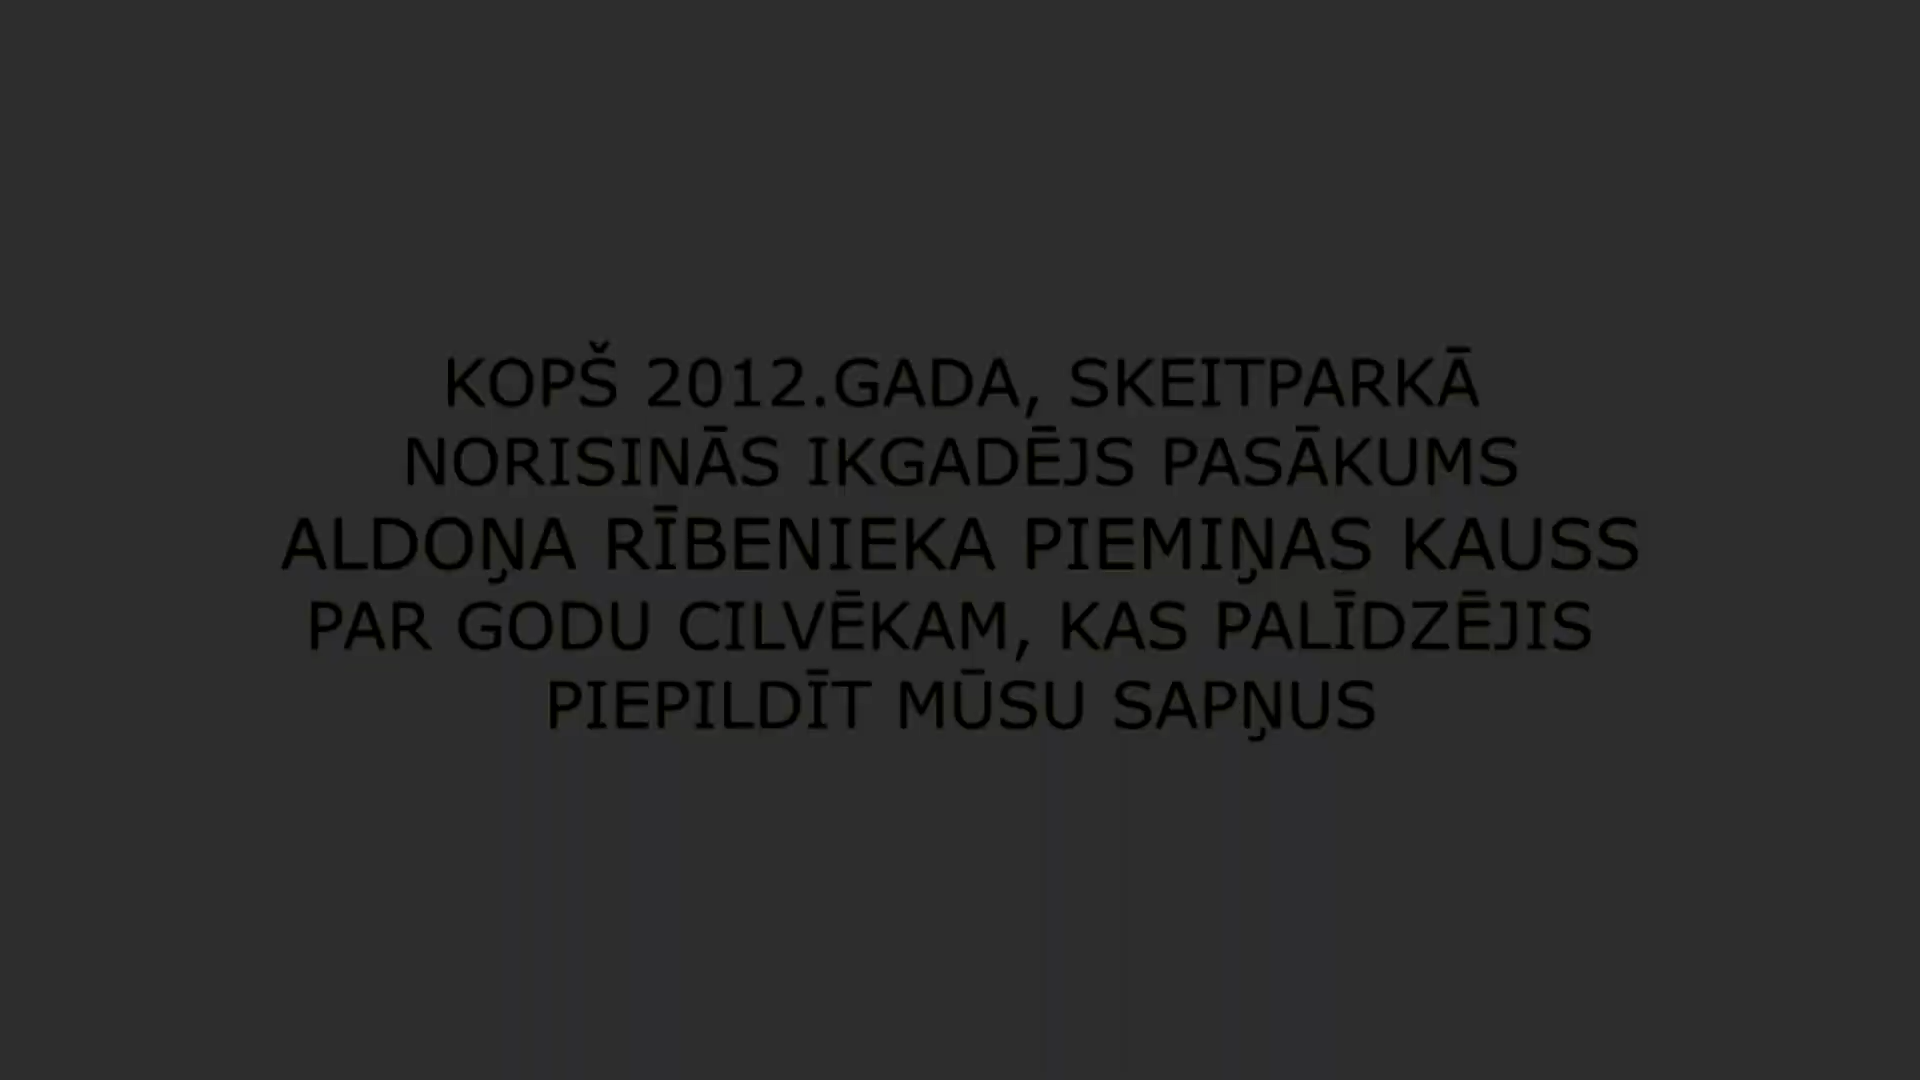 KOPŠ 2012.GADA, SKEITPARKĀ
NORISINĀS IKGADĒJS PASĀKUMS
ALDOŅA RĪBENIEKA PIEMIŅAS KAUSS
PAR GODU CILVĒKAM, KAS PALĪDZĒJIS
PIEPILDĪT MŪSU SAPŅUS